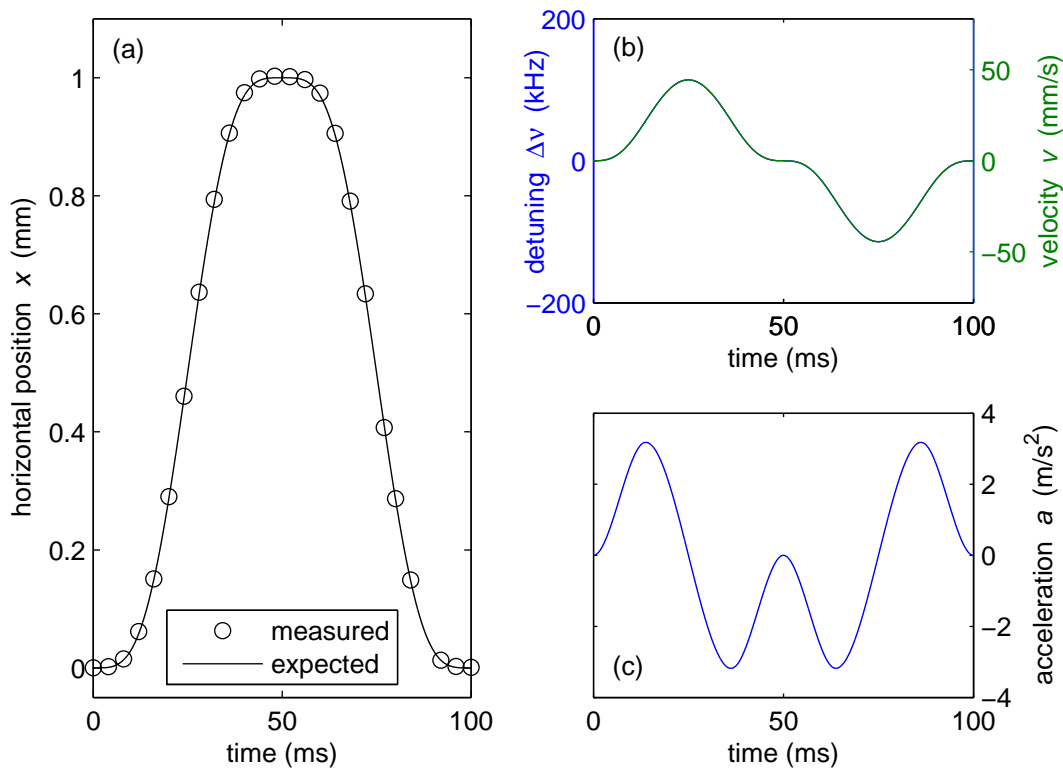 (a)
horizontal position x (mm)
1
0.8
0.6
0.4
0.2
0
measured
expected
0
50
100
time (ms)
(b)
detuning Δν (kHz)
200
100
0
−100
−200
50
0
−50
velocity v (mm/s)
0
50
100
time (ms)
(c)
4
2
0
−2
−4
acceleration a (m/s²)
0
50
100
time (ms)